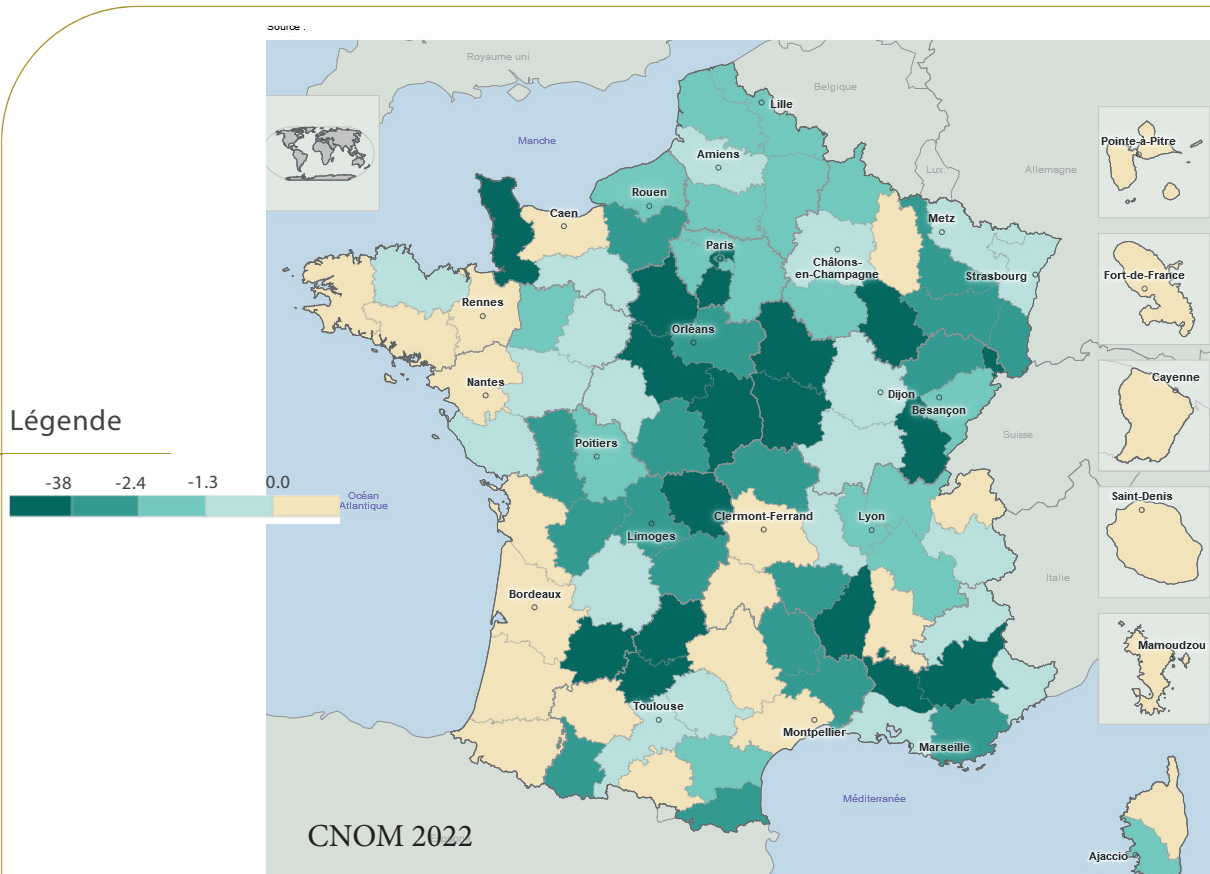 Source :
Royaume uni
Belgique
Lille
Manche
Pointe-à-Pitre
Amiens
Lux.
Allemagne
Rouen
Caen
Metz
Paris
Châlons-
en-Champagne
Strasbourg
Fort-de-France
Rennes
Orléans
Nantes
Dijon
Besançon
Cayenne
Légende
Poitiers
Suisse
-38
-2.4
-1.3
0.0
Océan
Atlantique
Saint-Denis
Clermont-Ferrand
Lyon
Limoges
Italie
Bordeaux
Mamoudzou
Toulouse
Montpellier
Marseille
Méditerranée
CNOM 2022
Ajaccio